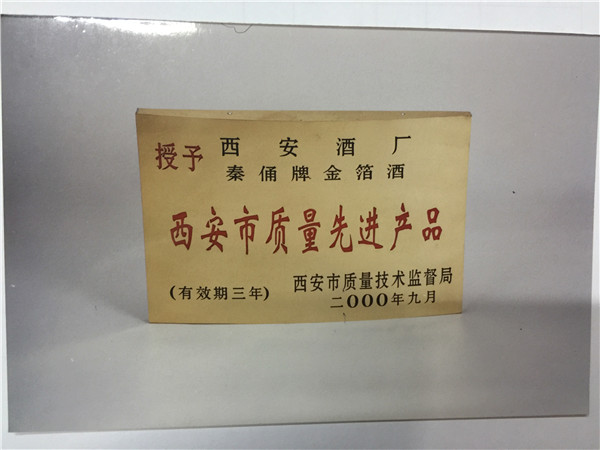 授予 西安酒厂
秦俑牌金箔酒
西安市质量先进产品
(有效期三年) 西安市质量技术监督局
二000年九月